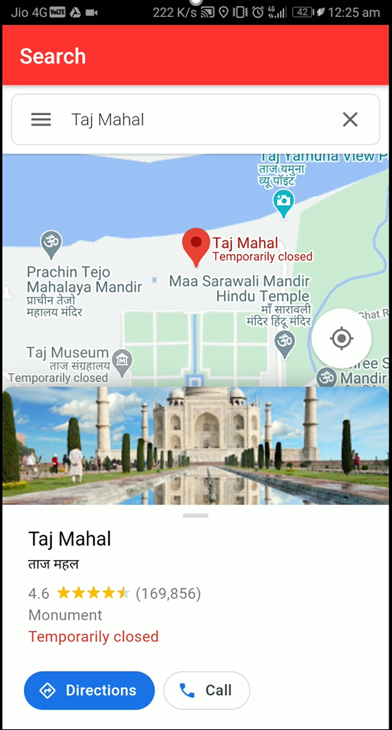 Jio 4G VoLTE 222 K/s 4G 42 12:25 am
Search
Taj Mahal
Taj Yamuna View P
ताज यमुना
व्यू पॉइंट
Taj Mahal
Temporarily closed
Prachin Tejo
Mahalaya Mandir
प्राचीन तेजो
महालय मंदिर
Maa Sarawali Mandir
Hindu Temple
माँ सारावली
मंदिर हिंदू मंदिर
Taj Museum
ताज संग्रहालय
Temporarily closed
hat R
hree S
Mandir
Taj Mahal
ताज महल
4.6 (169,856)
Monument
Temporarily closed
Directions
Call